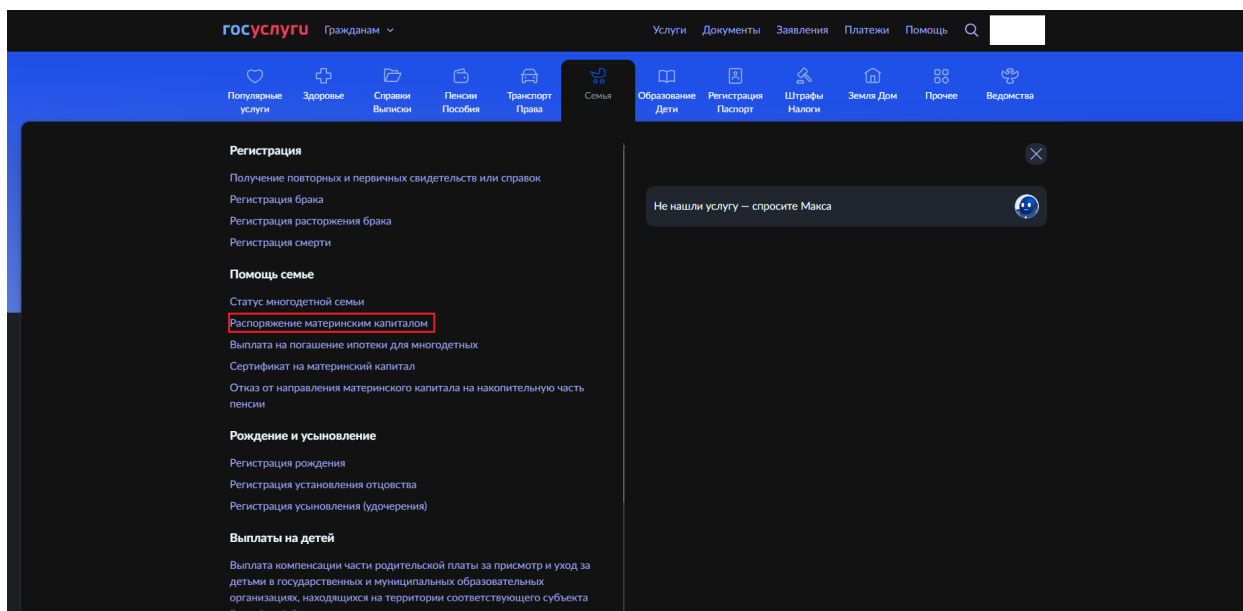 госуслуги Гражданам Услуги Документы Заявления Платежи Помощь
Популярные услуги
Здоровье
Справки Выписки
Пенсии Пособия
Транспорт Права
Семья
Образование Дети
Регистрация Паспорт
Штрафы Налоги
Земля Дом
Прочее
Ведомства
Регистрация
Получение повторных и первичных свидетельств или справок
Регистрация брака
Регистрация расторжения брака
Регистрация смерти
Помощь семье
Статус многодетной семьи
Распоряжение материнским капиталом
Выплата на погашение ипотеки для многодетных
Сертификат на материнский капитал
Отказ от направления материнского капитала на накопительную часть
пенсии
Рождение и усыновление
Регистрация рождения
Регистрация установления отцовства
Регистрация усыновления (удочерения)
Выплаты на детей
Выплата компенсации части родительской платы за присмотр и уход за
детьми в государственных и муниципальных образовательных
организациях, находящихся на территории соответствующего субъекта
Не нашли услугу — спросите Макса